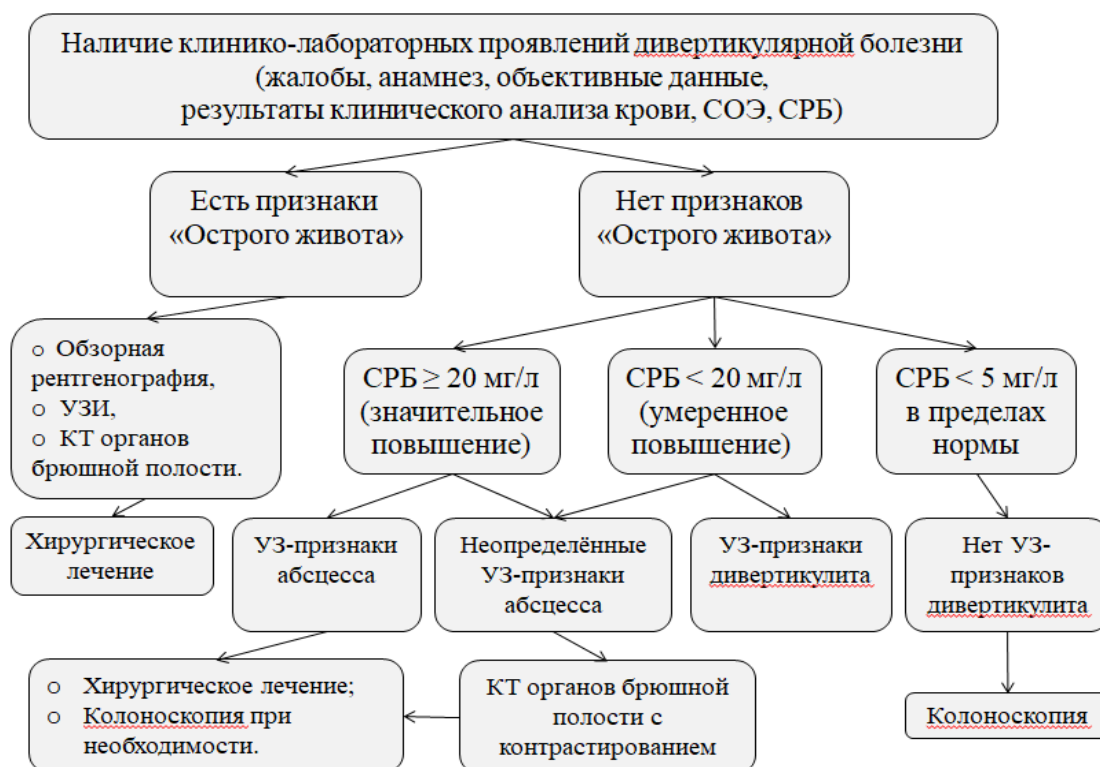 Наличие клинико-лабораторных проявлений дивертикулярной болезни
(жалобы, анамнез, объективные данные,
результаты клинического анализа крови, СОЭ, СРБ)
Есть признаки
«Острого живота»
Нет признаков
«Острого живота»
o Обзорная
рентгенография,
o УЗИ,
o КТ органов
брюшной полости.
СРБ ≥ 20 мг/л
(значительное
повышение)
СРБ < 20 мг/л
(умеренное
повышение)
СРБ < 5 мг/л
в пределах
нормы
Хирургическое
лечение
УЗ-признаки
абсцесса
Неопределённые
УЗ-признаки
абсцесса
УЗ-признаки
дивертикулита
Нет УЗ-
признаков
дивертикулита
o Хирургическое лечение;
o Колоноскопия при
необходимости.
КТ органов брюшной
полости с
контрастированием
Колоноскопия